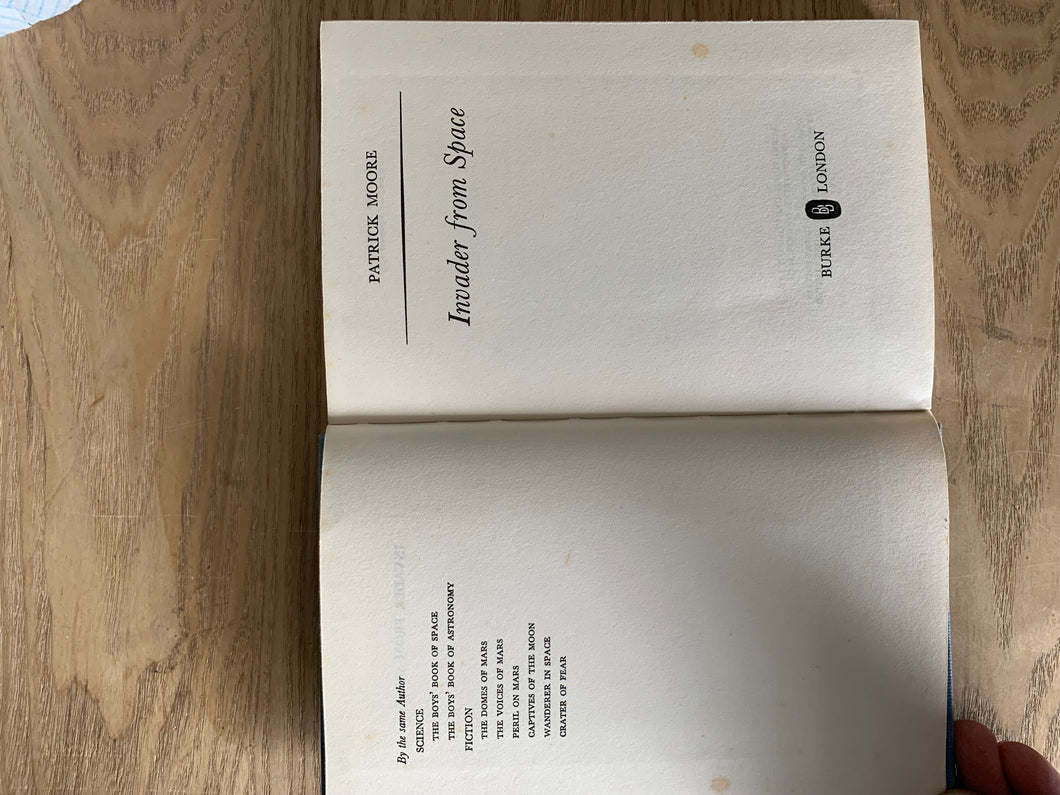 By the same Author
SCIENCE
THE BOYS' BOOK OF SPACE
THE BOYS' BOOK OF ASTRONOMY
FICTION
THE DOMES OF MARS
THE VOICES OF MARS
PERIL ON MARS
CAPTIVES OF THE MOON
WANDERER IN SPACE
CRATER OF FEAR
PATRICK MOORE
Invader from Space
BURKE B LONDON